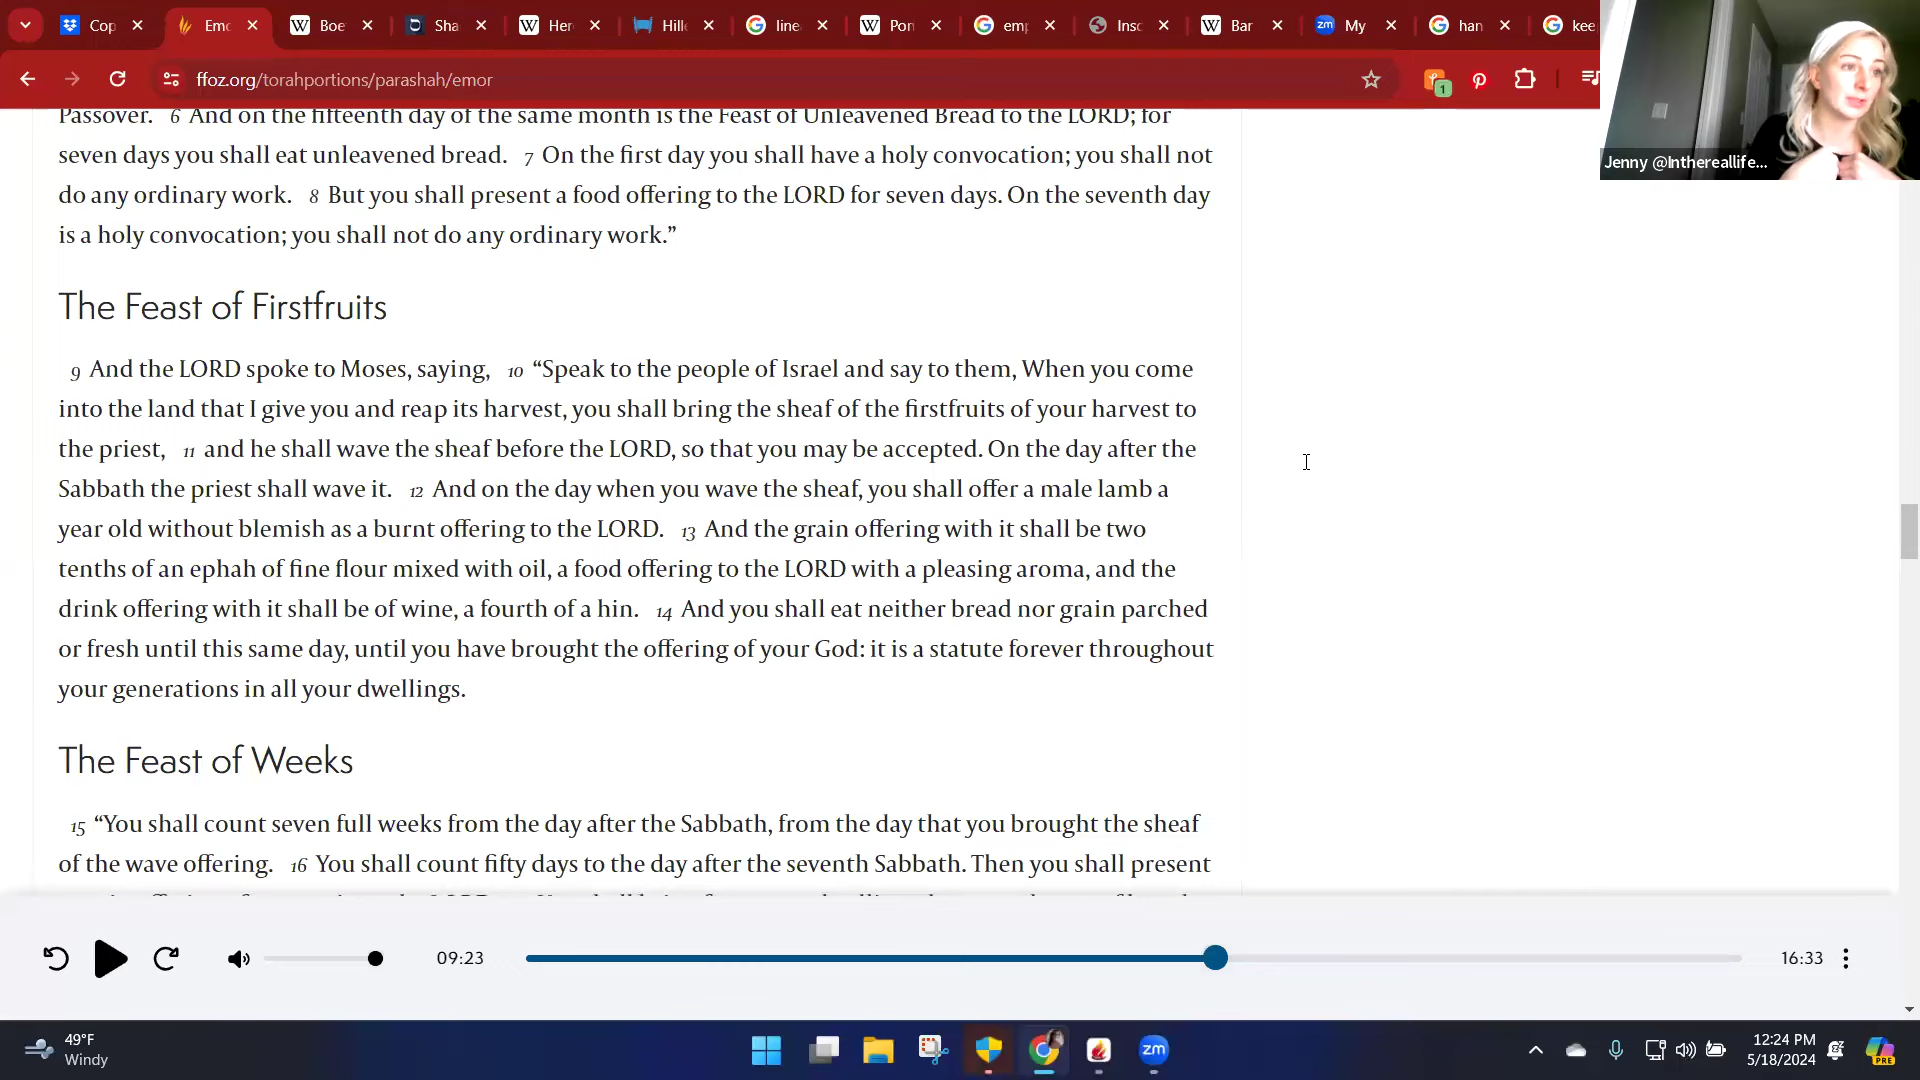 Cop
Emo
Boe
Sha
Her
Hille
line
Pon
emp
Insc
Bar
My
han
kee
ffoz.org/torahportions/parashah/emor
1
Jenny @Inthereallife...
Passover. 6 And on the fifteenth day of the same month is the Feast of Unleavened Bread to the LORD; for
seven days you shall eat unleavened bread. 7 On the first day you shall have a holy convocation; you shall not
do any ordinary work. 8 But you shall present a food offering to the LORD for seven days. On the seventh day
is a holy convocation; you shall not do any ordinary work.”
The Feast of Firstfruits
9 And the LORD spoke to Moses, saying, 10 “Speak to the people of Israel and say to them, When you come
into the land that I give you and reap its harvest, you shall bring the sheaf of the firstfruits of your harvest to
the priest, 11 and he shall wave the sheaf before the LORD, so that you may be accepted. On the day after the
Sabbath the priest shall wave it. 12 And on the day when you wave the sheaf, you shall offer a male lamb a
year old without blemish as a burnt offering to the LORD. 13 And the grain offering with it shall be two
tenths of an ephah of fine flour mixed with oil, a food offering to the LORD with a pleasing aroma, and the
drink offering with it shall be of wine, a fourth of a hin. 14 And you shall eat neither bread nor grain parched
or fresh until this same day, until you have brought the offering of your God: it is a statute forever throughout
your generations in all your dwellings.
The Feast of Weeks
15 “You shall count seven full weeks from the day after the Sabbath, from the day that you brought the sheaf
of the wave offering. 16 You shall count fifty days to the day after the seventh Sabbath. Then you shall present
09:23
16:33
49°F
Windy
zm
12:24 PM
5/18/2024
PRE